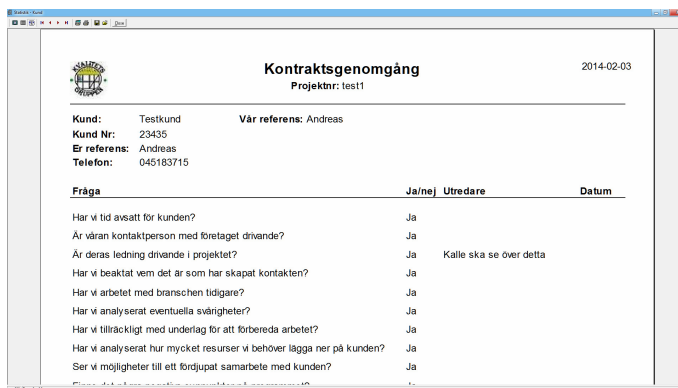 Statistik - Kund
Close
KVALITETS
GRUPPEN
Kontraktsgenomgång 2014-02-03
Projektnr: test1
Kund: Testkund Vår referens: Andreas
Kund Nr: 23435
Er referens: Andreas
Telefon: 045183715
Fråga Ja/nej Utredare Datum
Har vi tid avsatt för kunden? Ja
Är våran kontaktperson med företaget drivande? Ja
Är deras ledning drivande i projektet? Ja Kalle ska se över detta
Har vi beaktat vem det är som har skapat kontakten? Ja
Har vi arbetet med branschen tidigare? Ja
Har vi analyserat eventuella svårigheter? Ja
Har vi tillräckligt med underlag för att förbereda arbetet? Ja
Har vi analyserat hur mycket resurser vi behöver lägga ner på kunden? Ja
Ser vi möjligheter till ett fördjupat samarbete med kunden? Ja